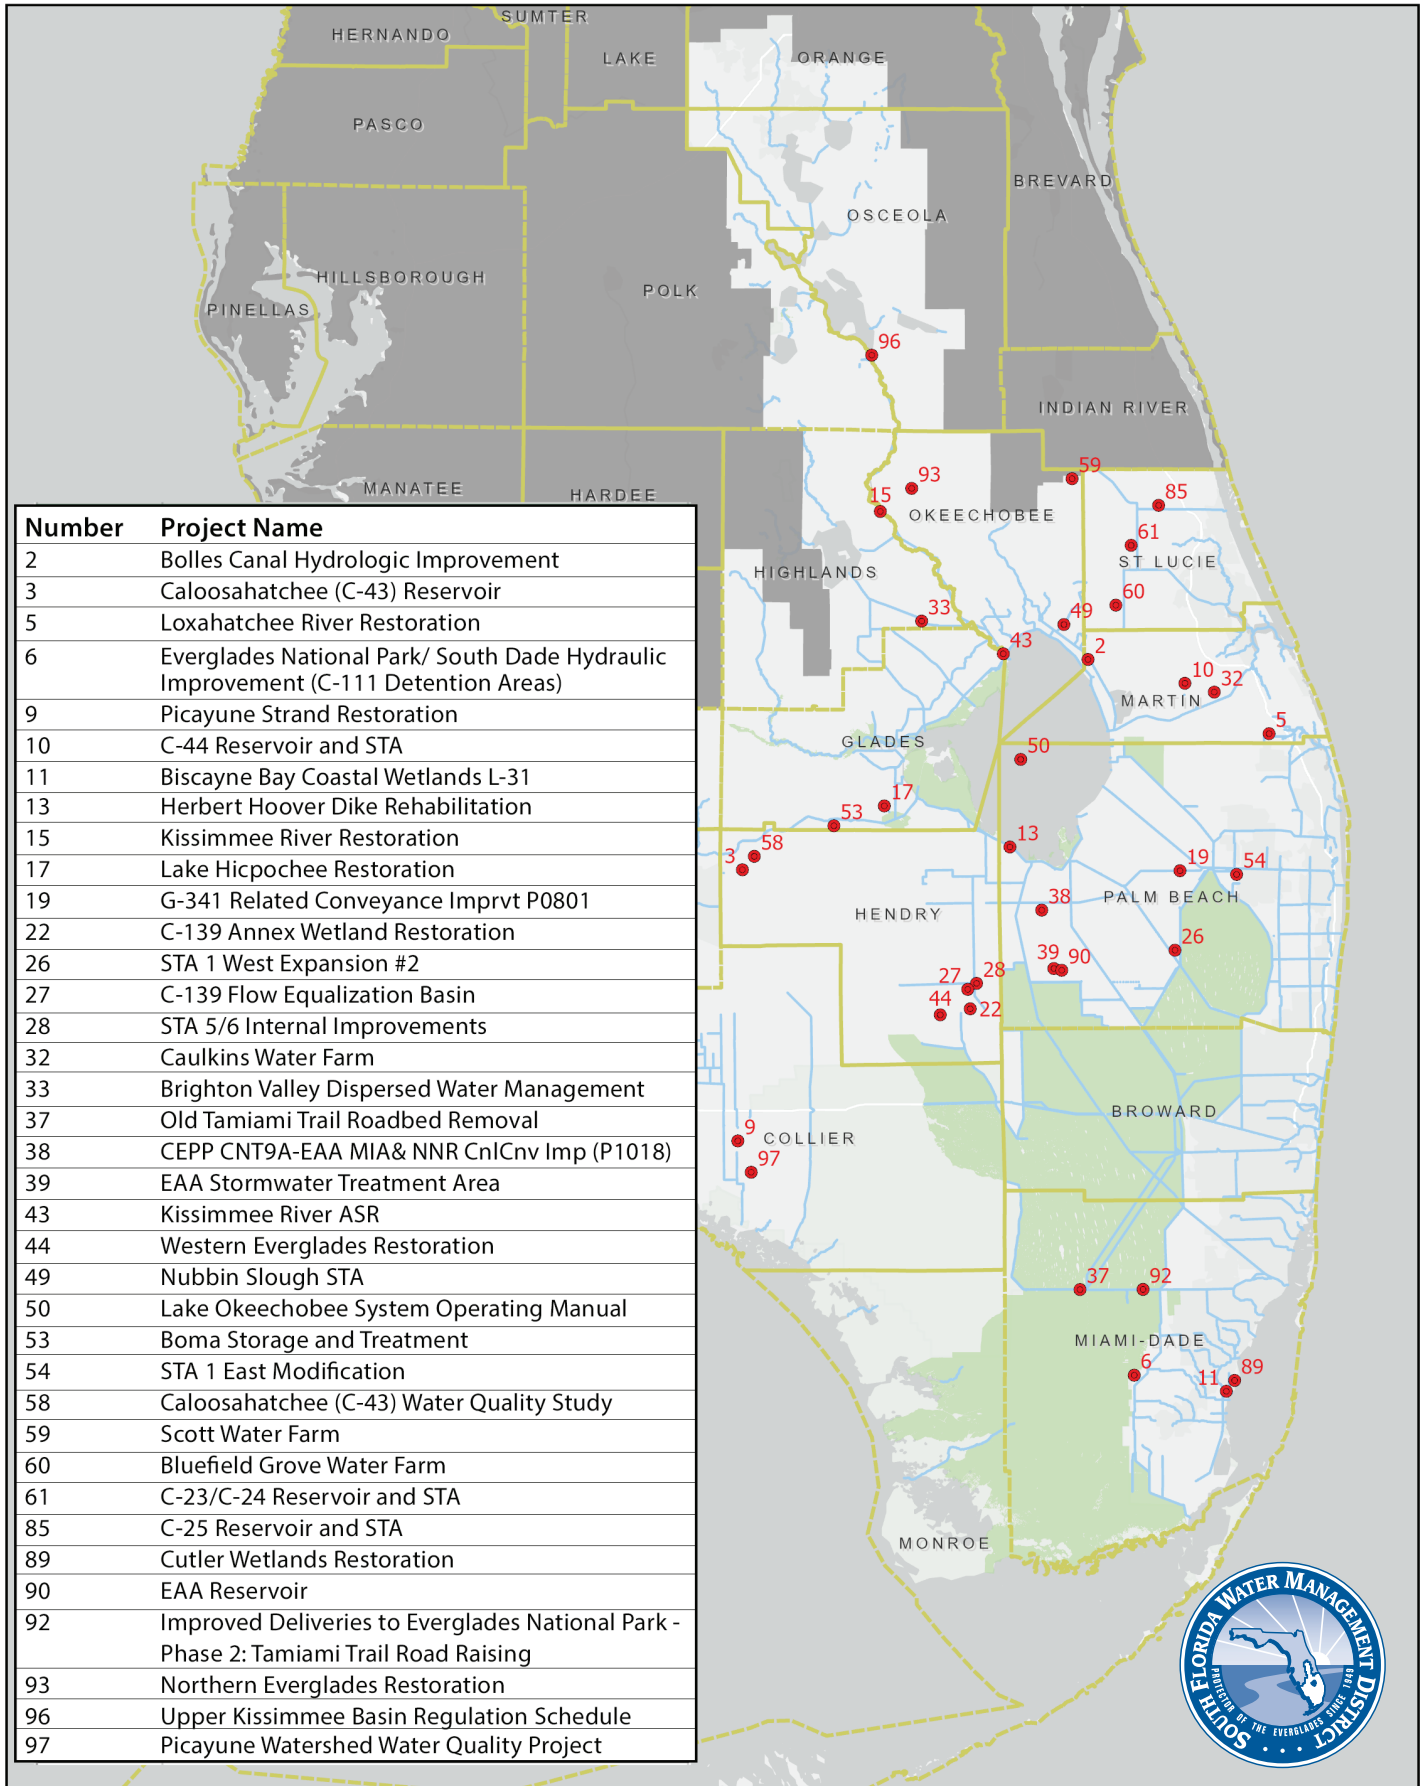 SUMTER
HERNANDO
LAKE
ORANGE
PASCO
BREVARD
OSCEOLA
HILLSBOROUGH
POLK
PINELLAS
96
INDIAN RIVER
59
93
MANATEE
HARDEE
15
85
OKEECHOBEE
61
ST LUCIE
HIGHLANDS
60
33
49
43
2
10
32
MARTIN
5
GLADES
50
17
53
13
3
58
19
54
38
PALM BEACH
HENDRY
26
39
90
27
28
44
22
BROWARD
9
COLLIER
97
37
92
MIAMI-DADE
6
11
89
MONROE
Number Project Name
2 Bolles Canal Hydrologic Improvement
3 Caloosahatchee (C-43) Reservoir
5 Loxahatchee River Restoration
6 Everglades National Park/ South Dade Hydraulic
Improvement (C-111 Detention Areas)
9 Picayune Strand Restoration
10 C-44 Reservoir and STA
11 Biscayne Bay Coastal Wetlands L-31
13 Herbert Hoover Dike Rehabilitation
15 Kissimmee River Restoration
17 Lake Hicpochee Restoration
19 G-341 Related Conveyance Imprvt P0801
22 C-139 Annex Wetland Restoration
26 STA 1 West Expansion #2
27 C-139 Flow Equalization Basin
28 STA 5/6 Internal Improvements
32 Caulkins Water Farm
33 Brighton Valley Dispersed Water Management
37 Old Tamiami Trail Roadbed Removal
38 CEPP CNT9A-EAA MIA& NNR CnlCnv Imp (P1018)
39 EAA Stormwater Treatment Area
43 Kissimmee River ASR
44 Western Everglades Restoration
49 Nubbin Slough STA
50 Lake Okeechobee System Operating Manual
53 Boma Storage and Treatment
54 STA 1 East Modification
58 Caloosahatchee (C-43) Water Quality Study
59 Scott Water Farm
60 Bluefield Grove Water Farm
61 C-23/C-24 Reservoir and STA
85 C-25 Reservoir and STA
89 Cutler Wetlands Restoration
90 EAA Reservoir
92 Improved Deliveries to Everglades National Park -
Phase 2: Tamiami Trail Road Raising
93 Northern Everglades Restoration
96 Upper Kissimmee Basin Regulation Schedule
97 Picayune Watershed Water Quality Project
SOUTH FLORIDA WATER MANAGEMENT DISTRICT
PROTECTOR OF THE EVERGLADES SINCE 1949